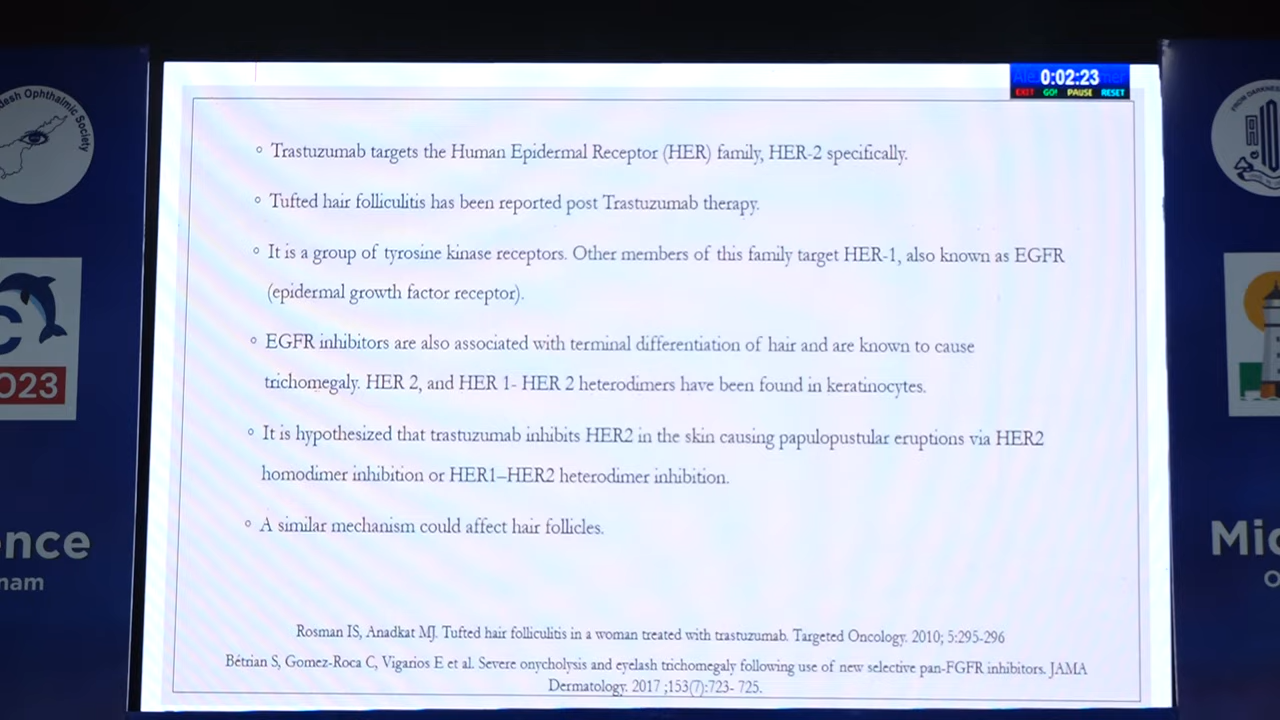 0:02:23
EXIT GO! PAUSE RESET
desh Ophthalmic Society
FROM DARKNESS
◦ Trastuzumab targets the Human Epidermal Receptor (HER) family, HER-2 specifically.
◦ Tufted hair folliculitis has been reported post Trastuzumab therapy.
◦ It is a group of tyrosine kinase receptors. Other members of this family target HER-1, also known as EGFR
(epidermal growth factor receptor).
◦ EGFR inhibitors are also associated with terminal differentiation of hair and are known to cause
trichomegaly. HER 2, and HER 1- HER 2 heterodimers have been found in keratinocytes.
◦ It is hypothesized that trastuzumab inhibits HER2 in the skin causing papulopustular eruptions via HER2
homodimer inhibition or HER1–HER2 heterodimer inhibition.
◦ A similar mechanism could affect hair follicles.
Rosman IS, Anadkat MJ. Tufted hair folliculitis in a woman treated with trastuzumab. Targeted Oncology. 2010; 5:295-296
Bétrian S, Gomez-Roca C, Vigarios E et al. Severe onycholysis and eyelash trichomegaly following use of new selective pan-FGFR inhibitors. JAMA
Dermatology. 2017 ;153(7):723- 725.
C
023
ence
nam
Mic
O